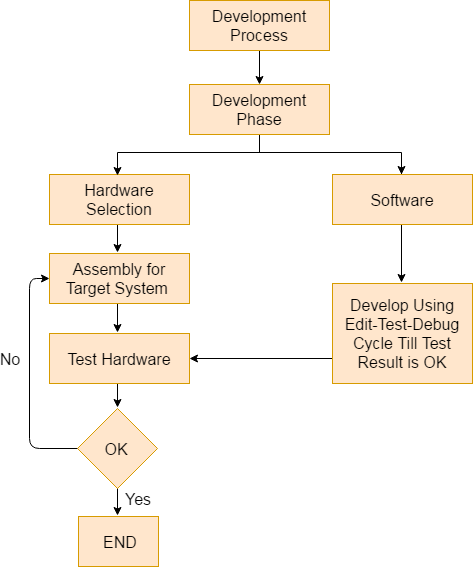 Development
Process
Development
Phase
Hardware
Selection
Software
Assembly for
Target System
Develop Using
Edit-Test-Debug
Cycle Till Test
Result is OK
Test Hardware
No
OK
Yes
END